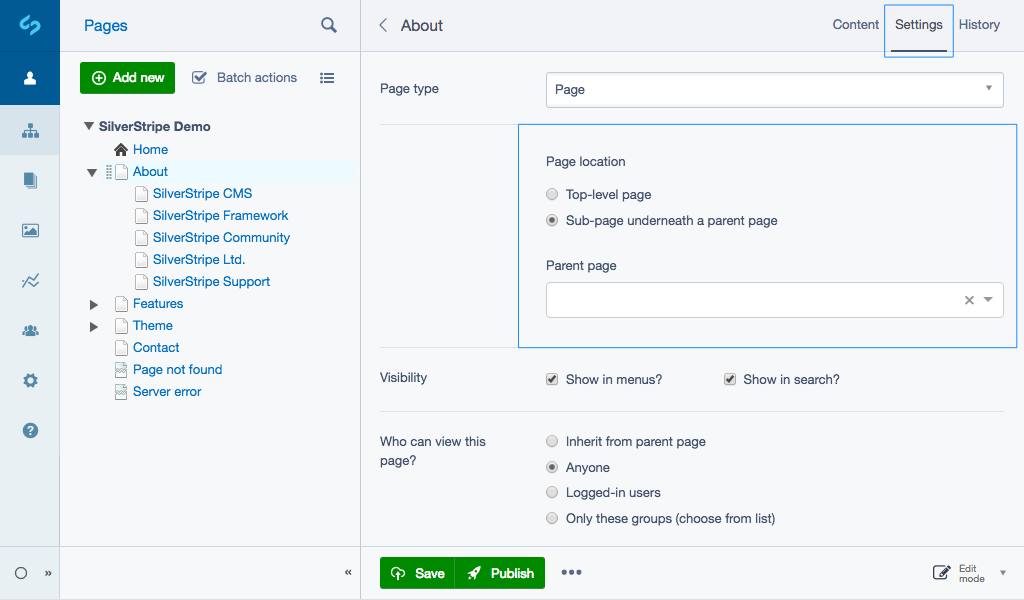 Pages
About
Content
Settings
History
Add new
Batch actions
SilverStripe Demo
Home
About
SilverStripe CMS
SilverStripe Framework
SilverStripe Community
SilverStripe Ltd.
SilverStripe Support
Features
Theme
Contact
Page not found
Server error
Page type
Page
Page location
Top-level page
Sub-page underneath a parent page
Parent page
Visibility
Show in menus?
Show in search?
Who can view this
page?
Inherit from parent page
Anyone
Logged-in users
Only these groups (choose from list)
»
«
Save
Publish
•••
Edit
mode